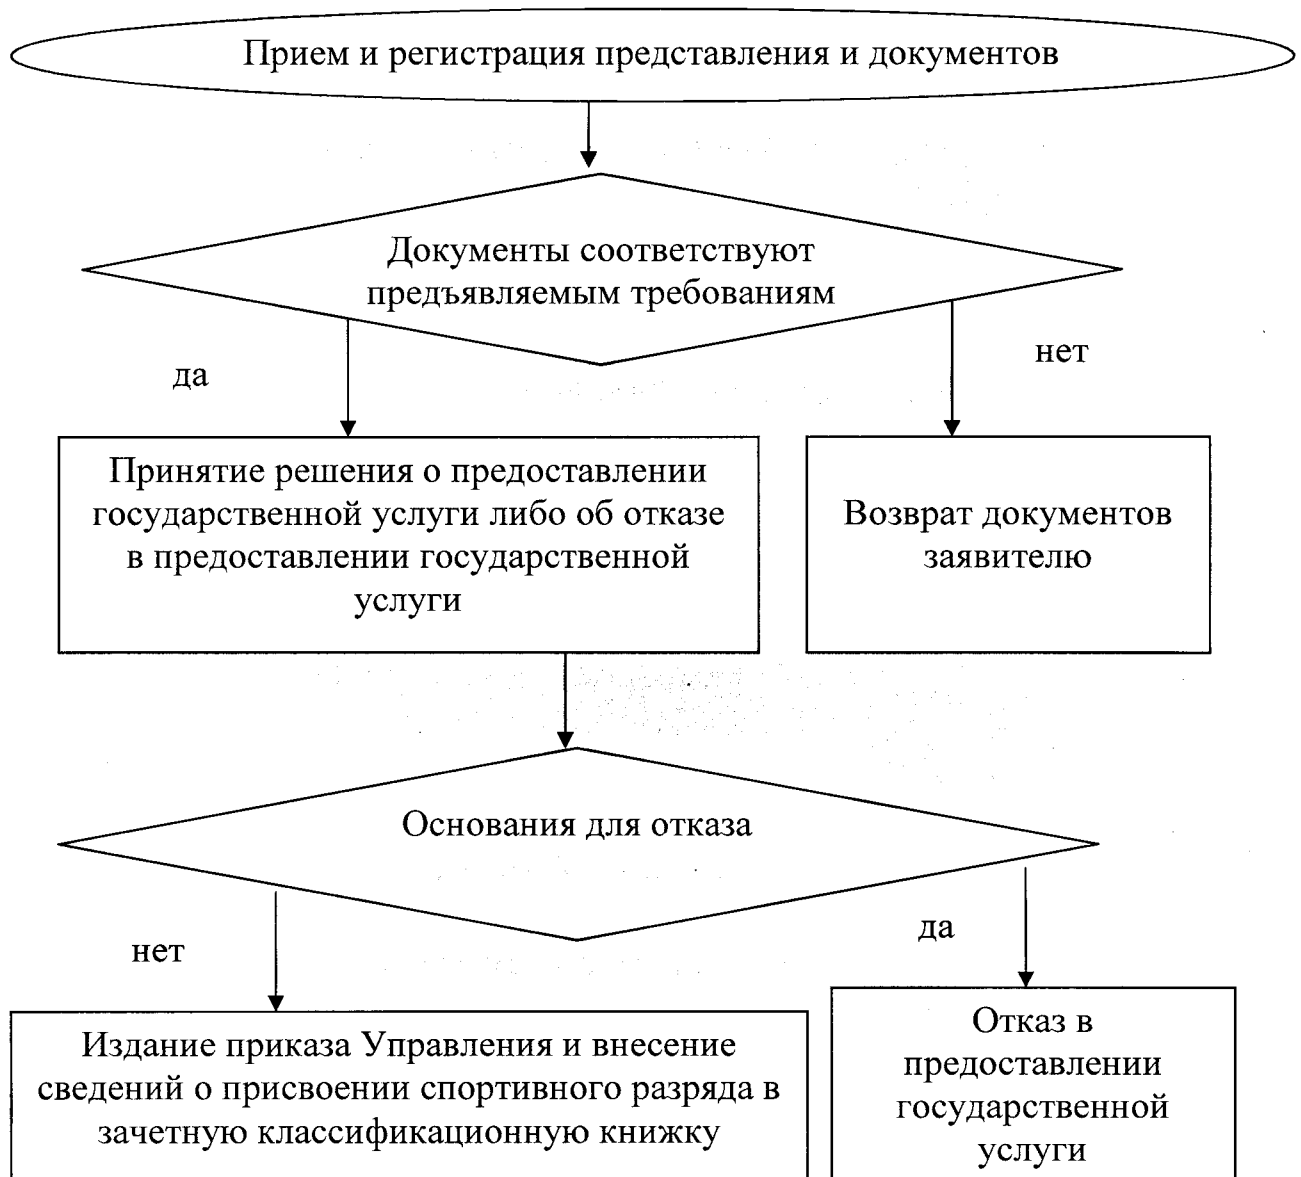 Прием и регистрация представления и документов
Документы соответствуют
предъявляемым требованиям
да
нет
Принятие решения о предоставлении
государственной услуги либо об отказе
в предоставлении государственной
услуги
Возврат документов
заявителю
Основания для отказа
нет
да
Издание приказа Управления и внесение
сведений о присвоении спортивного разряда в
зачетную классификационную книжку
Отказ в
предоставлении
государственной
услуги